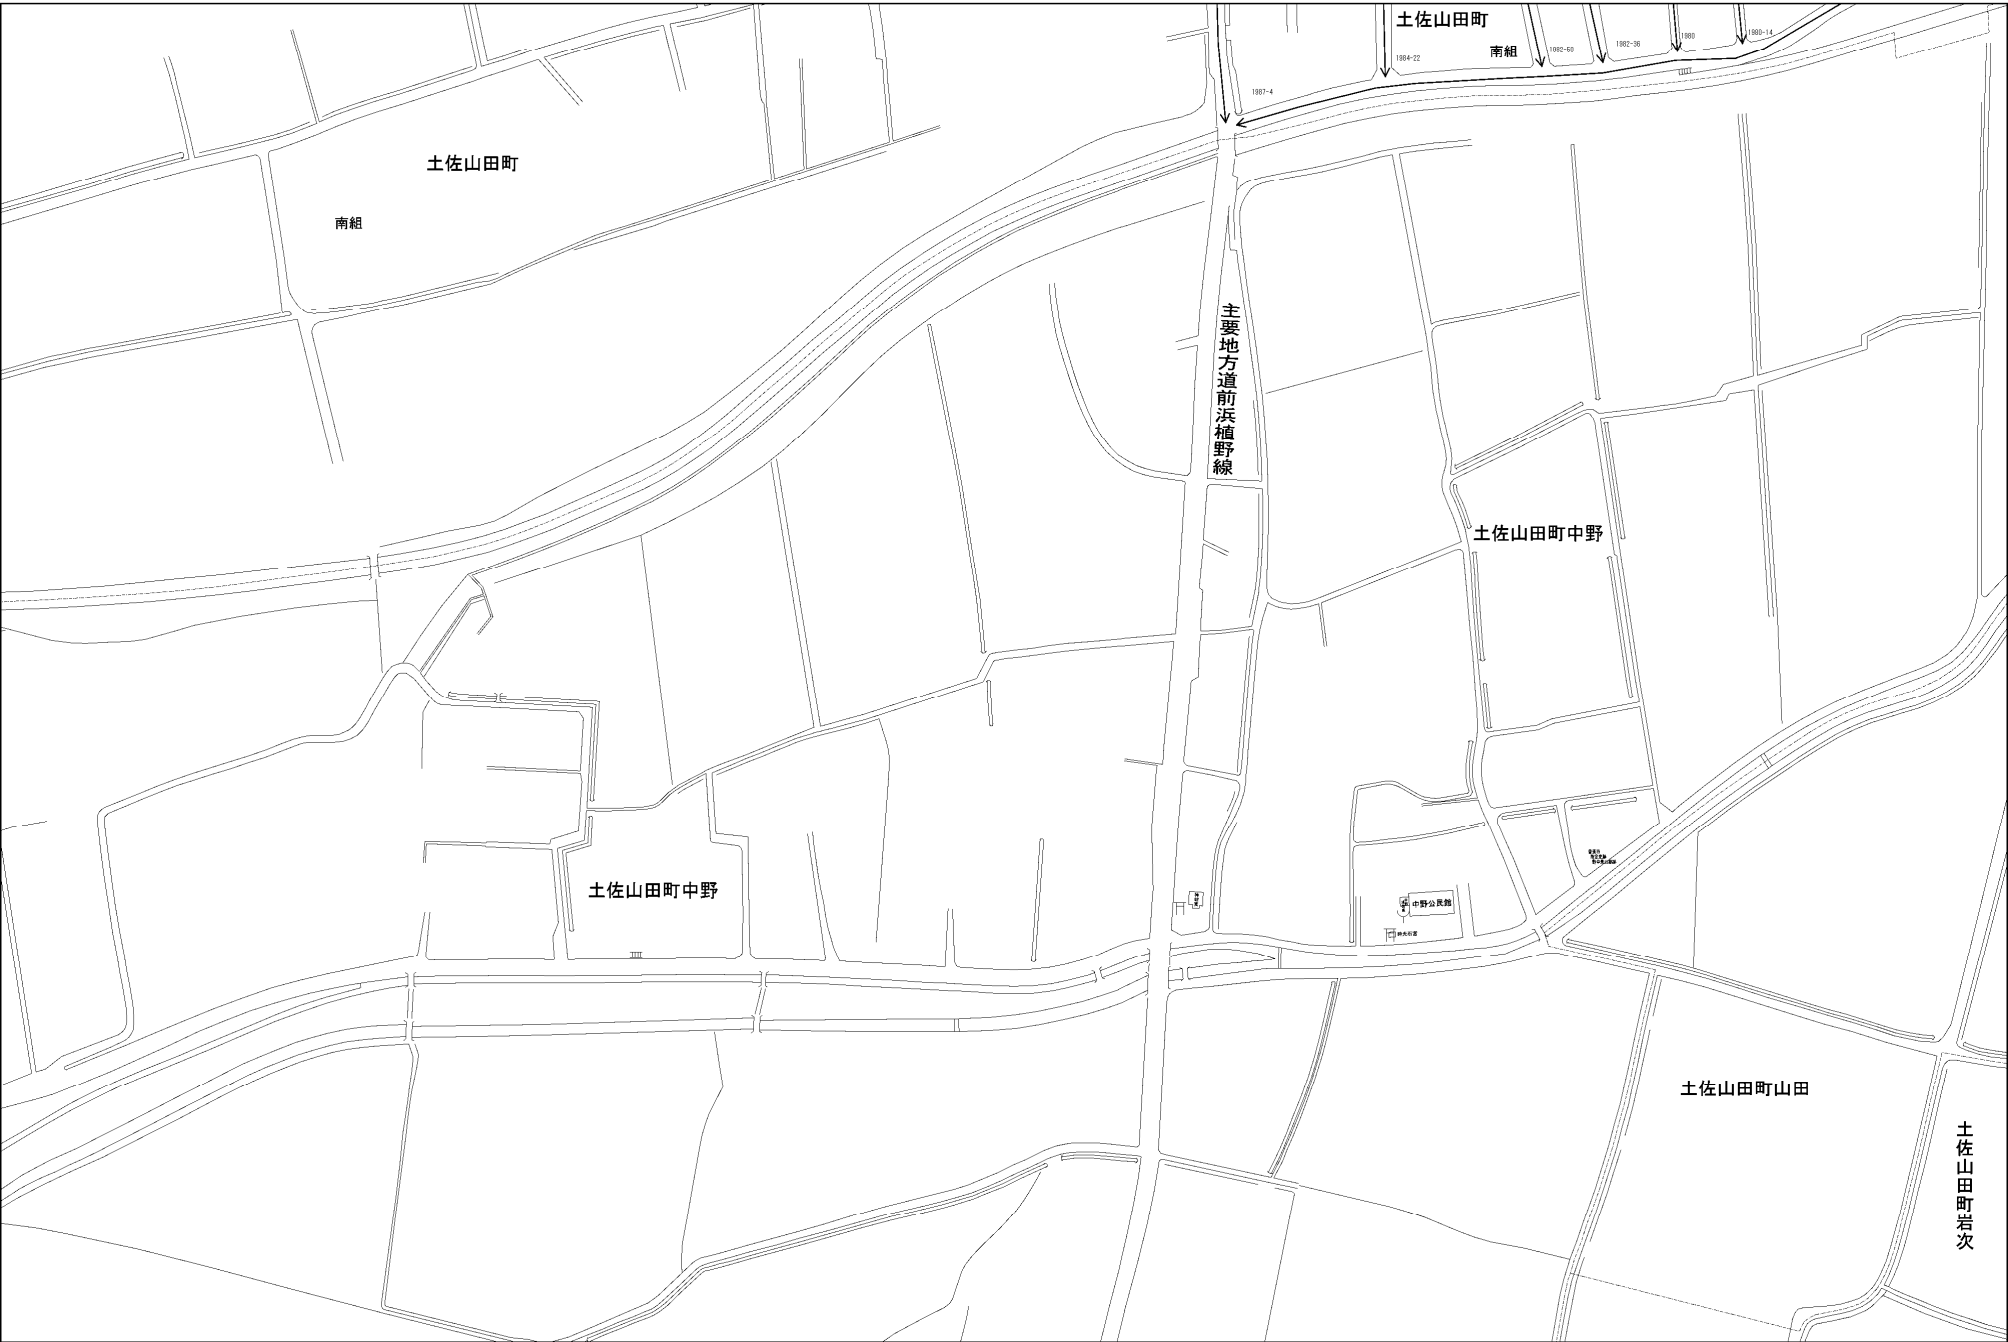 土佐山田町
南組
1984-22
1082-60
1982-36
1980
1980-14
1987-4
土佐山田町
南組
主要地方道前浜植野線
土佐山田町中野
土佐山田町中野
中野公民館
土佐山田町山田
土佐山田町岩次